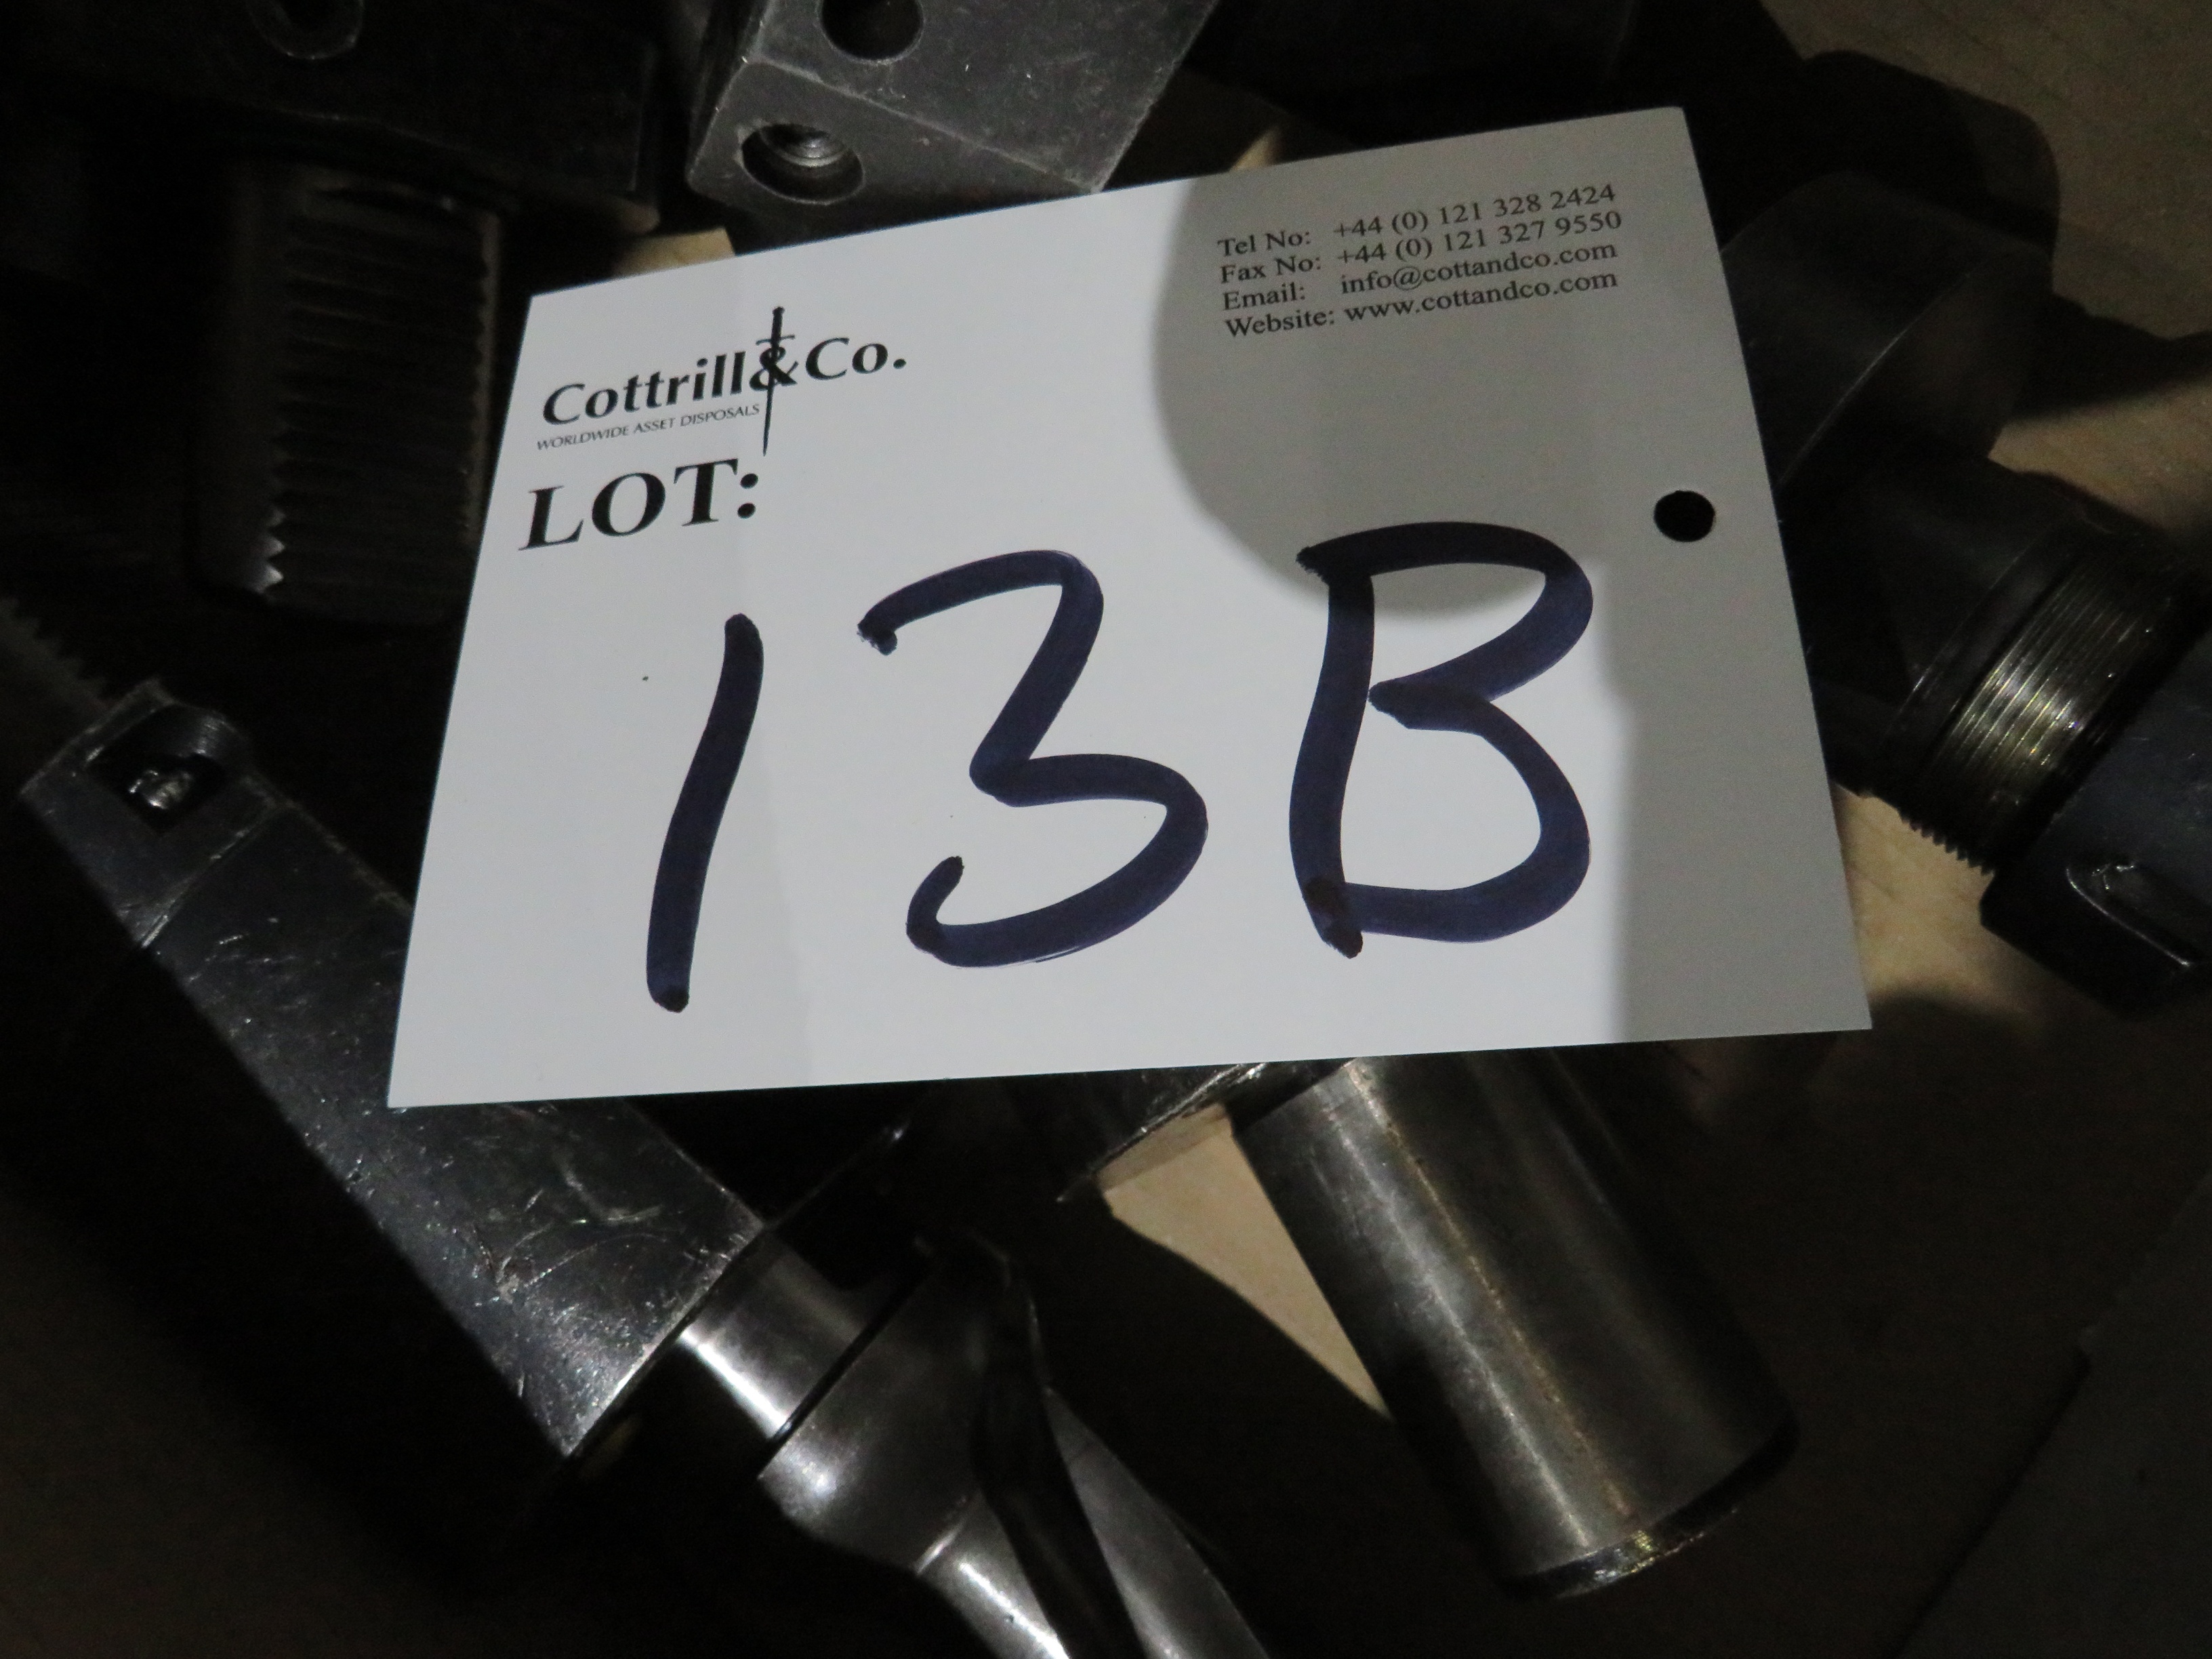 Tel No: +44 (0) 121 328 2424
Fax No: +44 (0) 121 327 9550
Email: info@cottandco.com
Website: www.cottandco.com
Cottrill&Co.
WORLDWIDE ASSET DISPOSALS
LOT:
13B